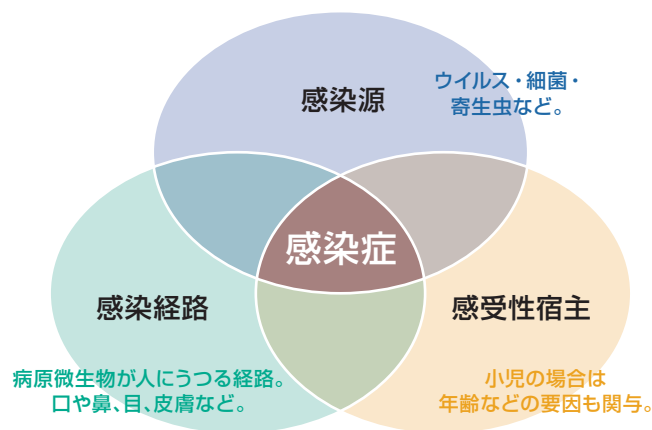 感染源
ウイルス・細菌・
寄生虫など。
感染症
感染経路
感受性宿主
病原微生物が人にうつる経路。
口や鼻、目、皮膚など。
小児の場合は
年齢などの要因も関与。